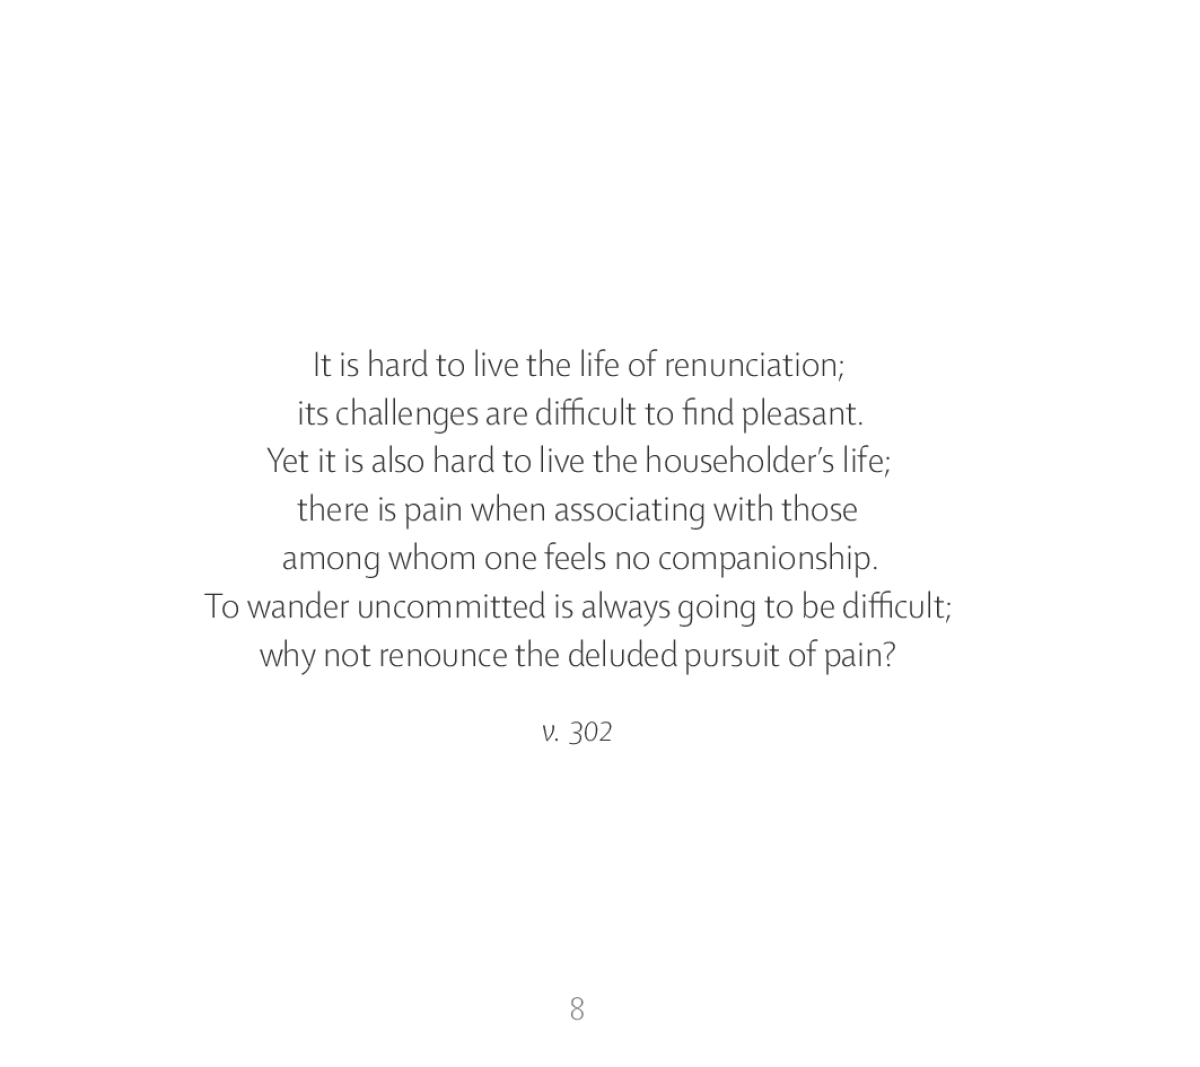 It is hard to live the life of renunciation;
its challenges are difficult to find pleasant.
Yet it is also hard to live the householder’s life;
there is pain when associating with those
among whom one feels no companionship.
To wander uncommitted is always going to be difficult;
why not renounce the deluded pursuit of pain?
v. 302
8